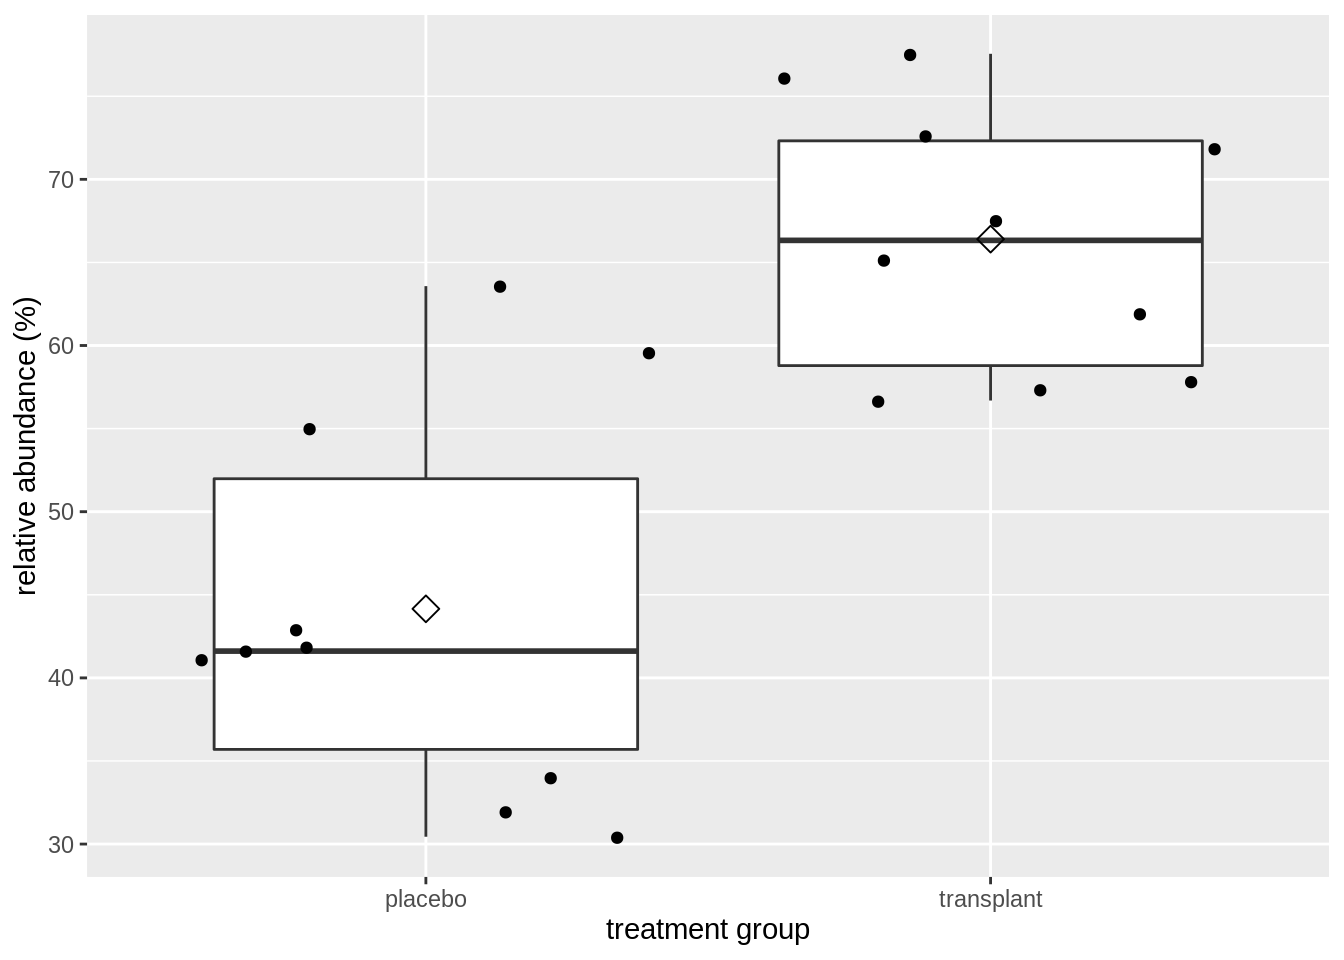 relative abundance (%)
70
60
50
40
30
placebo
transplant
treatment group